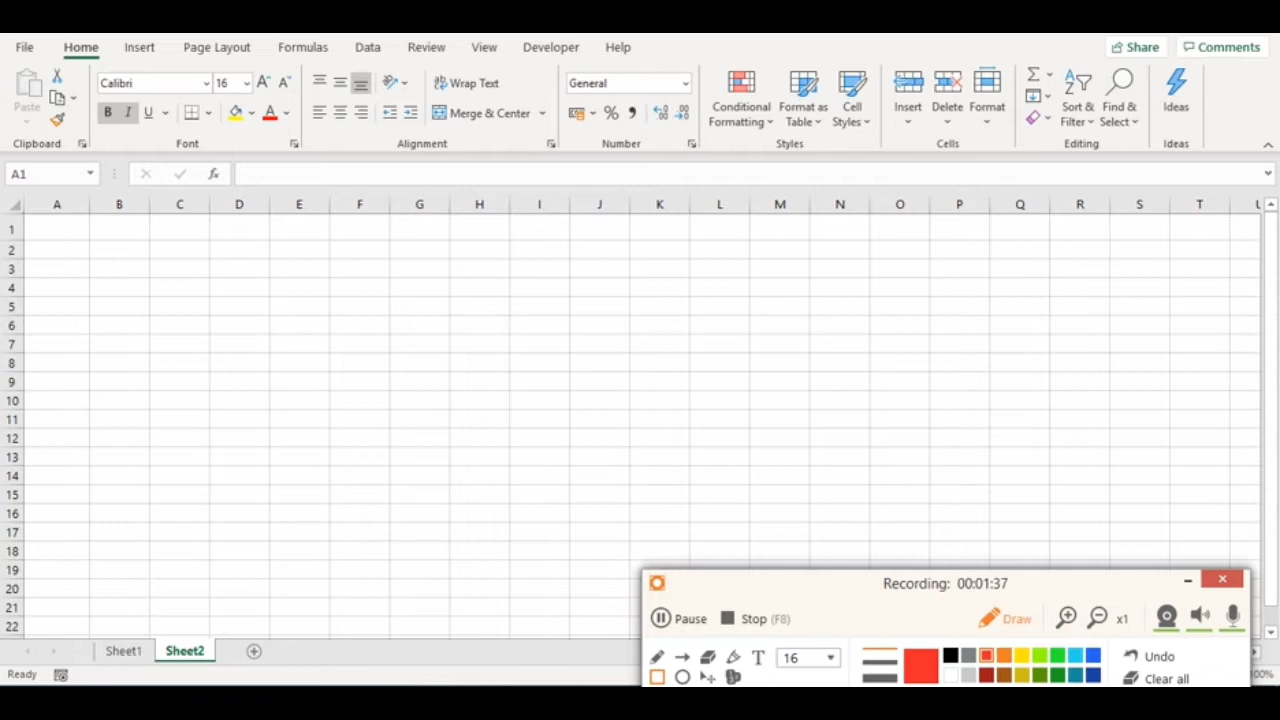 File Home Insert Page Layout Formulas Data Review View Developer Help Share Comments
Paste Calibri 16 A A B I U A Wrap Text Merge & Center General % , Conditional Formatting Format as Table Cell Styles Insert Delete Format Σ Sort & Filter Find & Select Ideas
Clipboard Font Alignment Number Styles Cells Editing Ideas
A1 fx
A B C D E F G H I J K L M N O P Q R S T U
1
2
3
4
5
6
7
8
9
10
11
12
13
14
15
16
17
18
19
20
21
22
Recording: 00:01:37
Pause Stop (F8) Draw x1
T 16 Undo
Clear all
Sheet1 Sheet2
Ready 100%